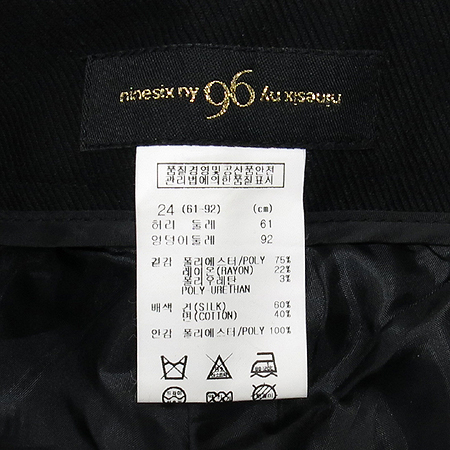 ninesix ny 96 ninesix ny
품질경영및공산품안전
관리법에의한품질표시
24 (61-92) (cm)
허리 둘레 61
엉덩이둘레 92
겉감 폴리에스터/POLY 75%
레이온(RAYON) 22%
폴리우레탄 3%
POLY URETHAN
배색 견(SILK) 60%
면(COTTON) 40%
안감 폴리에스터/POLY 100%